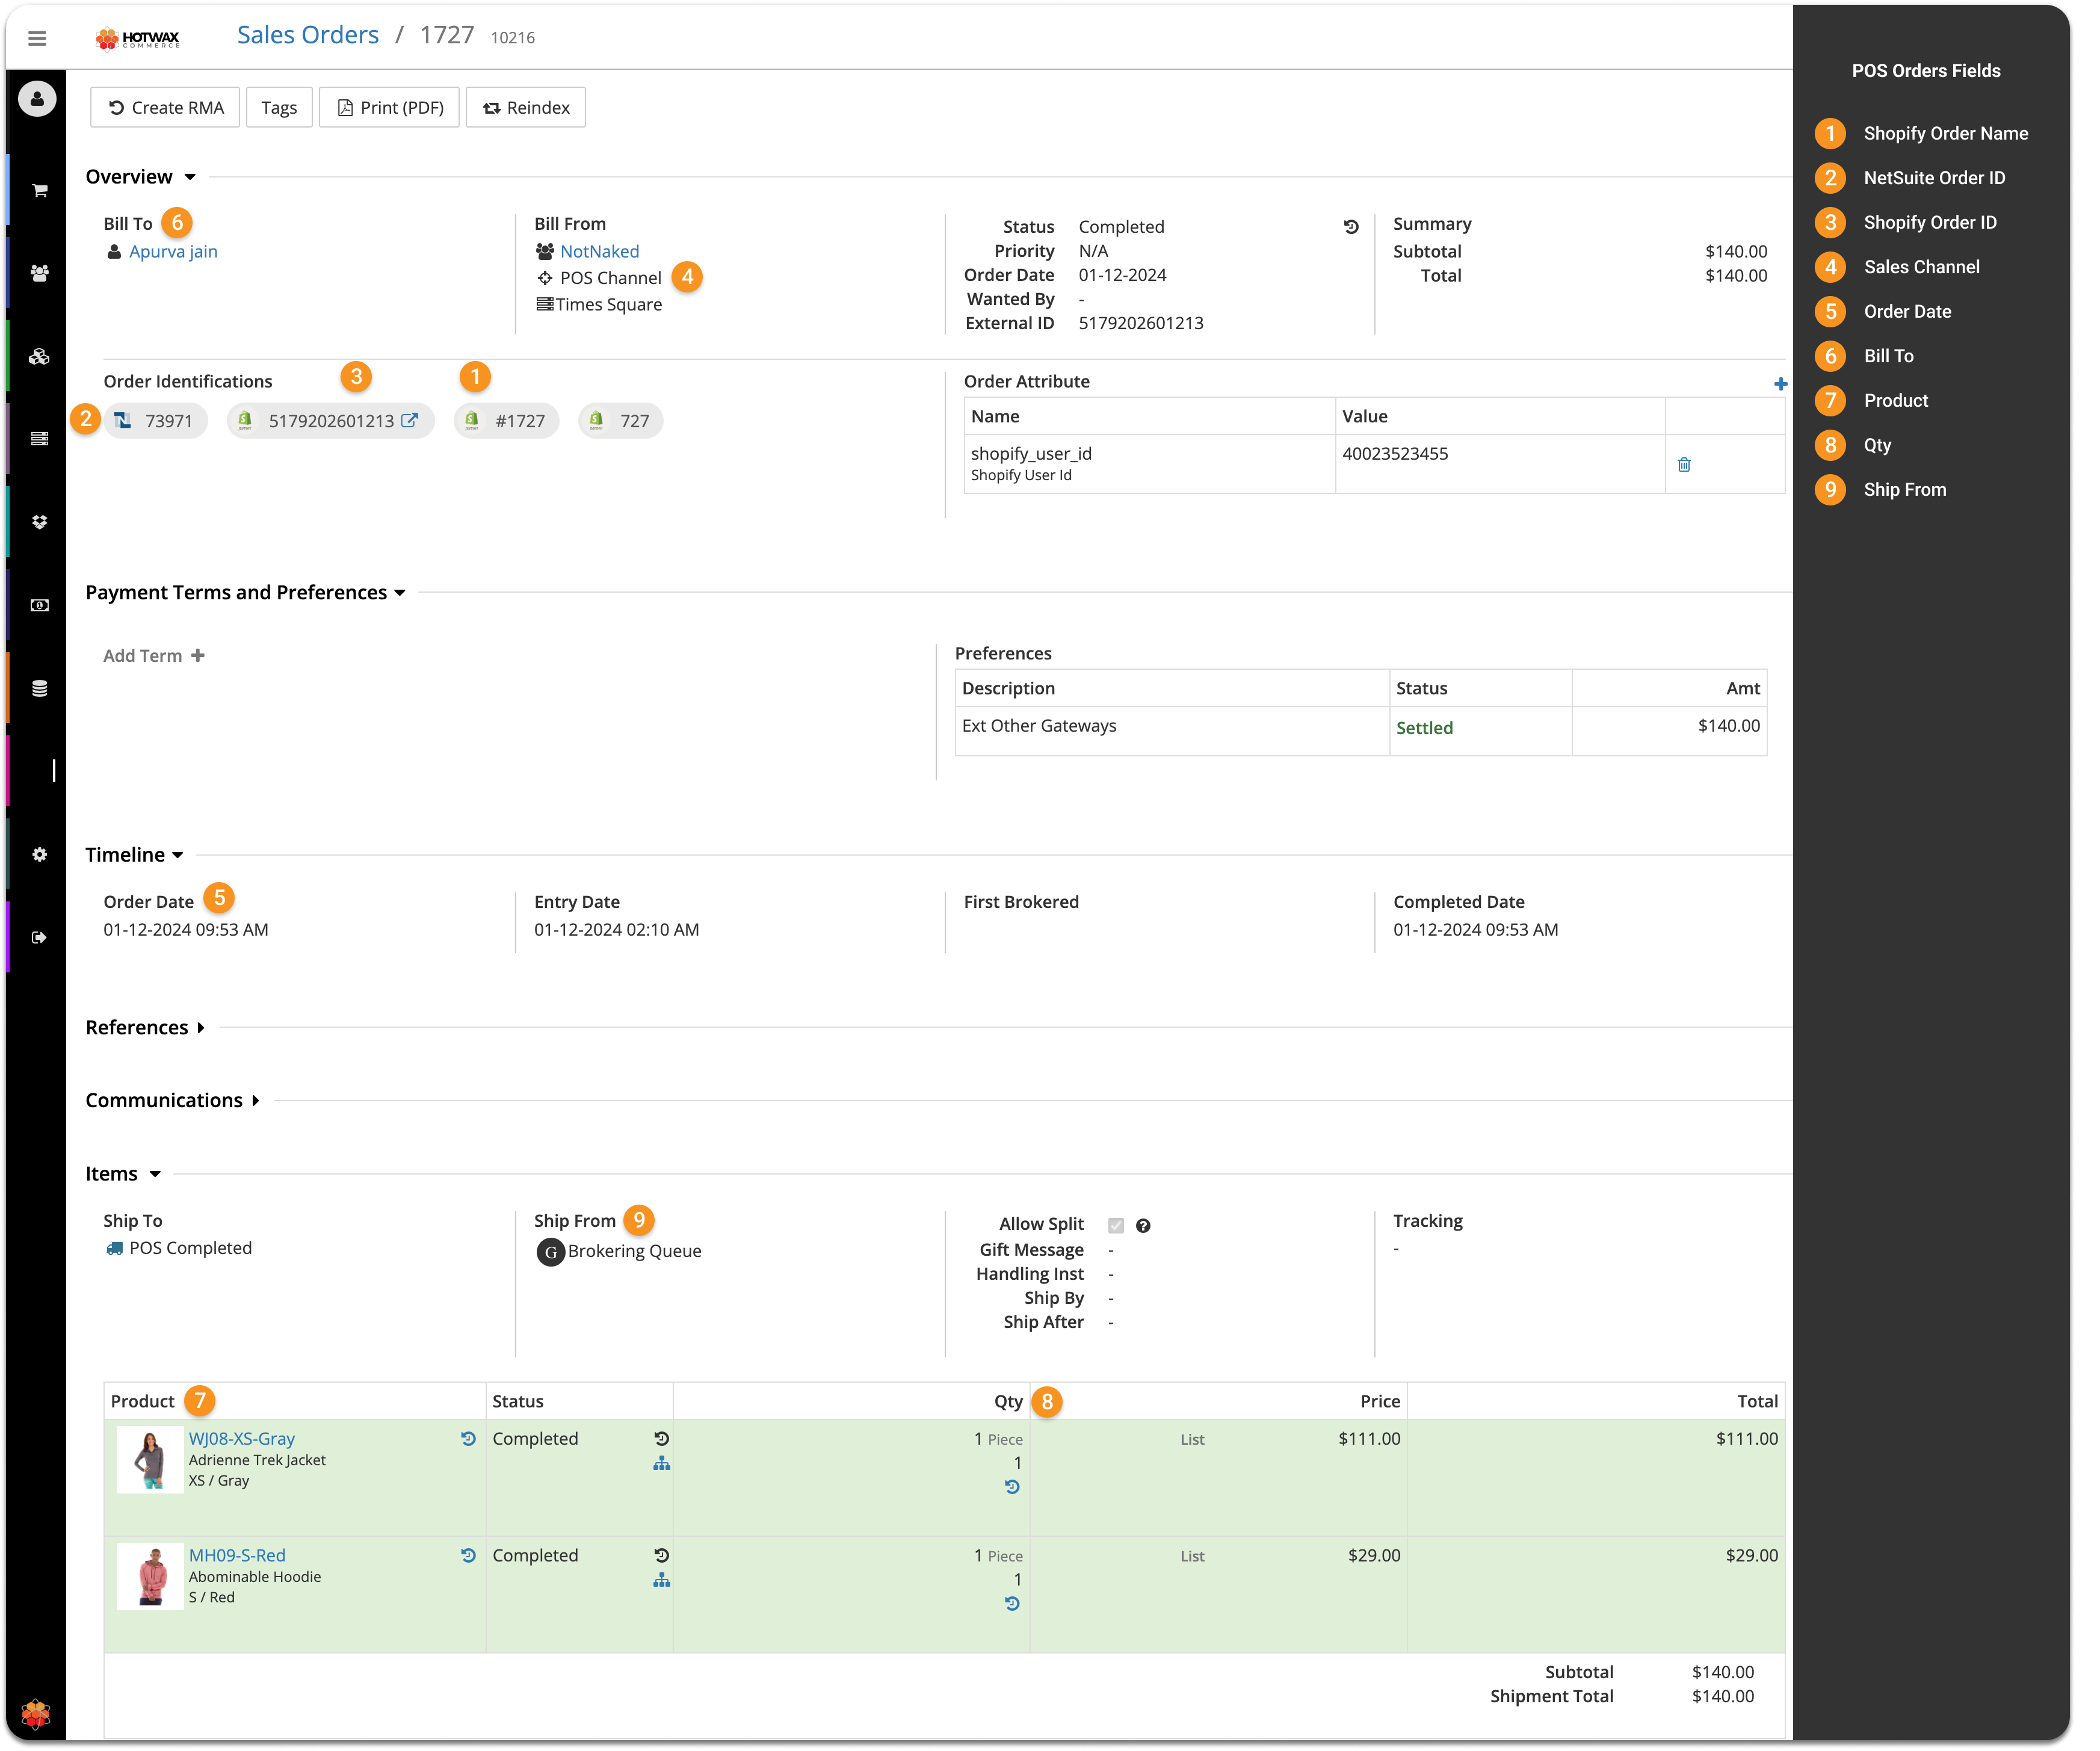 HOTWAX
COMMERCE
Sales Orders / 1727 10216
Create RMA
Tags
Print (PDF)
Reindex
Overview
Bill To 6
Apurva jain
Bill From
NotNaked
POS Channel 4
Times Square
Status Completed
Priority N/A
Order Date 01-12-2024
Wanted By -
External ID 5179202601213
Summary
Subtotal $140.00
Total $140.00
Order Identifications 3 1
2 73971 5179202601213 #1727 727
Order Attribute
Name Value
shopify_user_id 40023523455
Shopify User Id
Payment Terms and Preferences
Add Term
Preferences
Description Status Amt
Ext Other Gateways Settled $140.00
Timeline
Order Date 5
01-12-2024 09:53 AM
Entry Date
01-12-2024 02:10 AM
First Brokered
Completed Date
01-12-2024 09:53 AM
References
Communications
Items
Ship To
POS Completed
Ship From 9
G Brokering Queue
Allow Split
Gift Message -
Handling Inst -
Ship By -
Ship After -
Tracking
-
Product 7 Status Qty 8 Price Total
WJ08-XS-Gray Completed 1 Piece List $111.00 $111.00
Adrienne Trek Jacket 1
XS / Gray
MH09-S-Red Completed 1 Piece List $29.00 $29.00
Abominable Hoodie 1
S / Red
Subtotal $140.00
Shipment Total $140.00
POS Orders Fields
1 Shopify Order Name
2 NetSuite Order ID
3 Shopify Order ID
4 Sales Channel
5 Order Date
6 Bill To
7 Product
8 Qty
9 Ship From